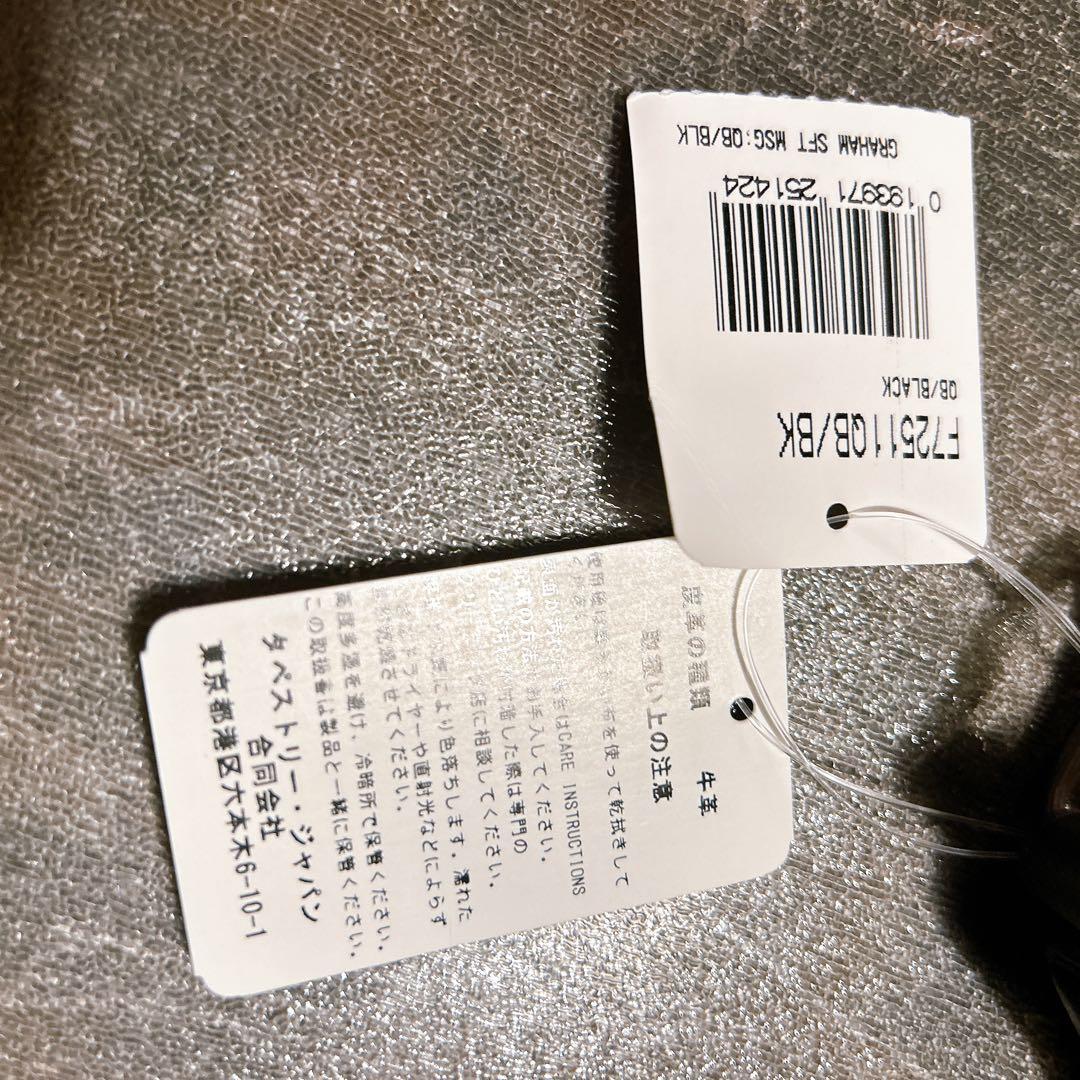 F72511QB/BK
QB/BLACK
0 193971 251424
GRAHAM SFT MSG:QB/BLK
皮革の種類 牛革
取扱い上の注意
布を使って乾拭きして
はCARE INSTRUCTIONS
お手入してください。
した際は専門の
に相談してください。
により色落ちします。濡れた
ドライヤーや直射光などによらず
乾燥させてください。
高温多湿を避け、冷暗所で保管ください。
この取扱書は製品と一緒に保管ください。
タペストリー・ジャパン
合同会社
東京都港区六本木6-10-1